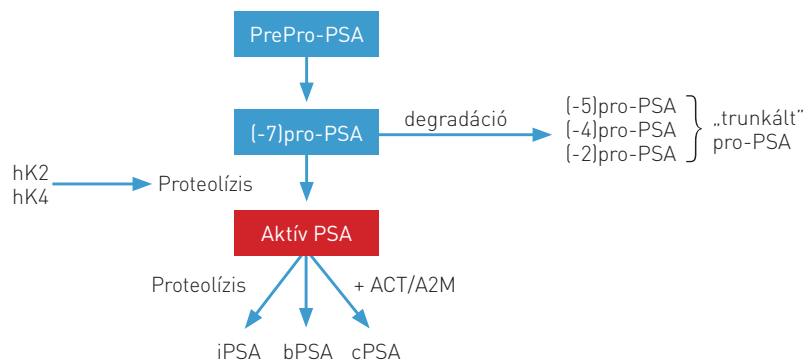 PrePro-PSA
(-7)pro-PSA
degradáció
(-5)pro-PSA
(-4)pro-PSA
(-2)pro-PSA
„trunkált”
pro-PSA
hK2
hK4
Proteolízis
Aktív PSA
Proteolízis
+ ACT/A2M
iPSA
bPSA
cPSA